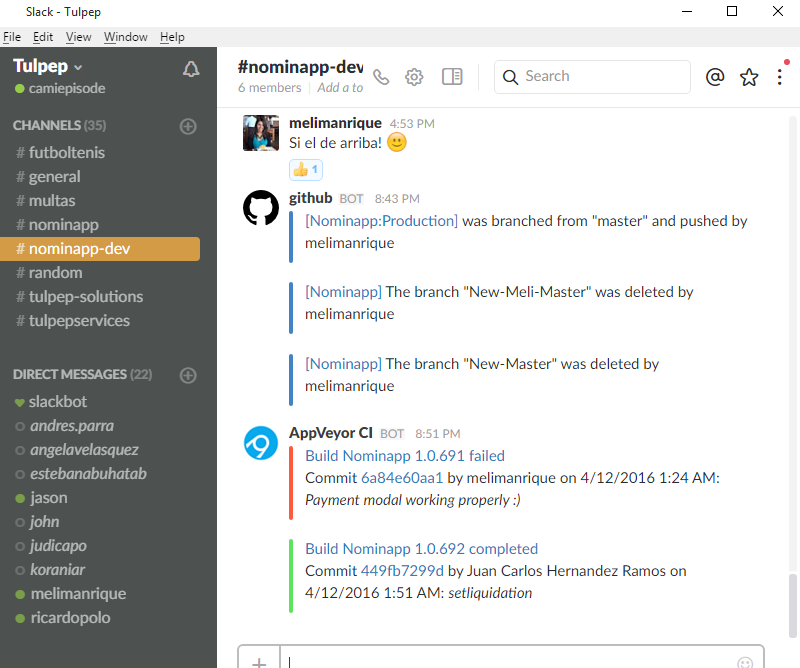 Slack - Tulpep
File Edit View Window Help
Tulpep
camiepisode
CHANNELS (35)
# futboltenis
# general
# multas
# nominapp
# nominapp-dev
# random
# tulpep-solutions
# tulpepservices
DIRECT MESSAGES (22)
slackbot
andres.parra
angelavelasquez
estebanabuhatab
jason
john
judicapo
koraniar
melimanrique
ricardopolo
#nominapp-dev
6 members | Add a to
Search
melimanrique 4:53 PM
Si el de arriba!
1
github BOT 8:43 PM
[Nominapp:Production] was branched from "master" and pushed by
melimanrique
[Nominapp] The branch "New-Meli-Master" was deleted by
melimanrique
[Nominapp] The branch "New-Master" was deleted by
melimanrique
AppVeyor CI BOT 8:51 PM
Build Nominapp 1.0.691 failed
Commit 6a84e60aa1 by melimanrique on 4/12/2016 1:24 AM:
Payment modal working properly :)
Build Nominapp 1.0.692 completed
Commit 449fb7299d by Juan Carlos Hernandez Ramos on
4/12/2016 1:51 AM: setliquidation